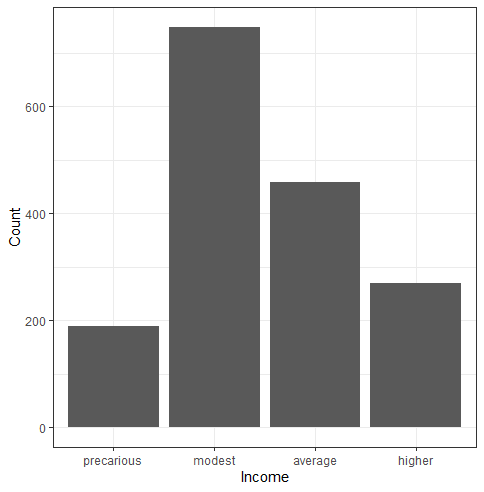 Count
600
400
200
0
precarious
modest
average
higher
Income